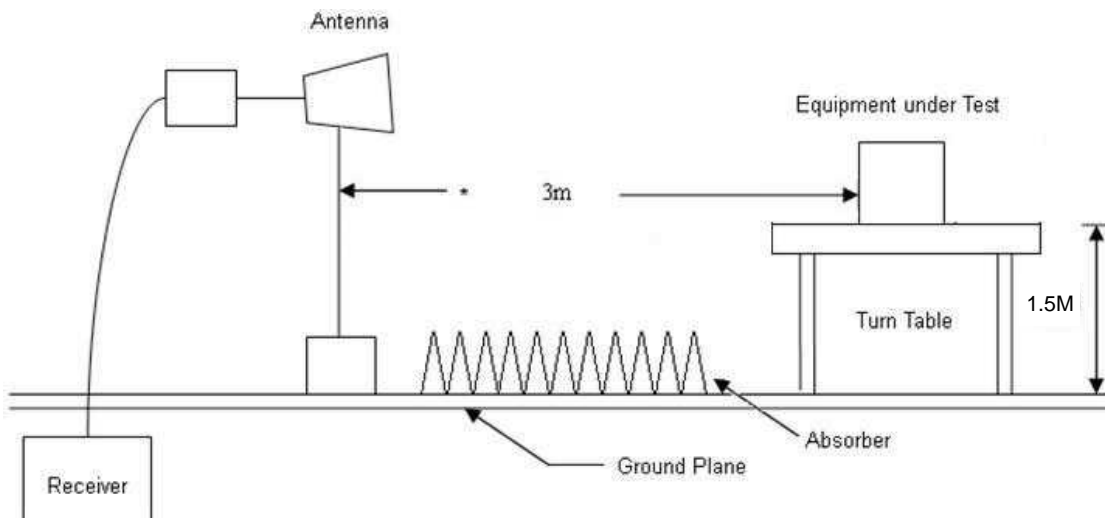 Antenna
Equipment under Test
* 3m
1.5M
Turn Table
Absorber
Ground Plane
Receiver